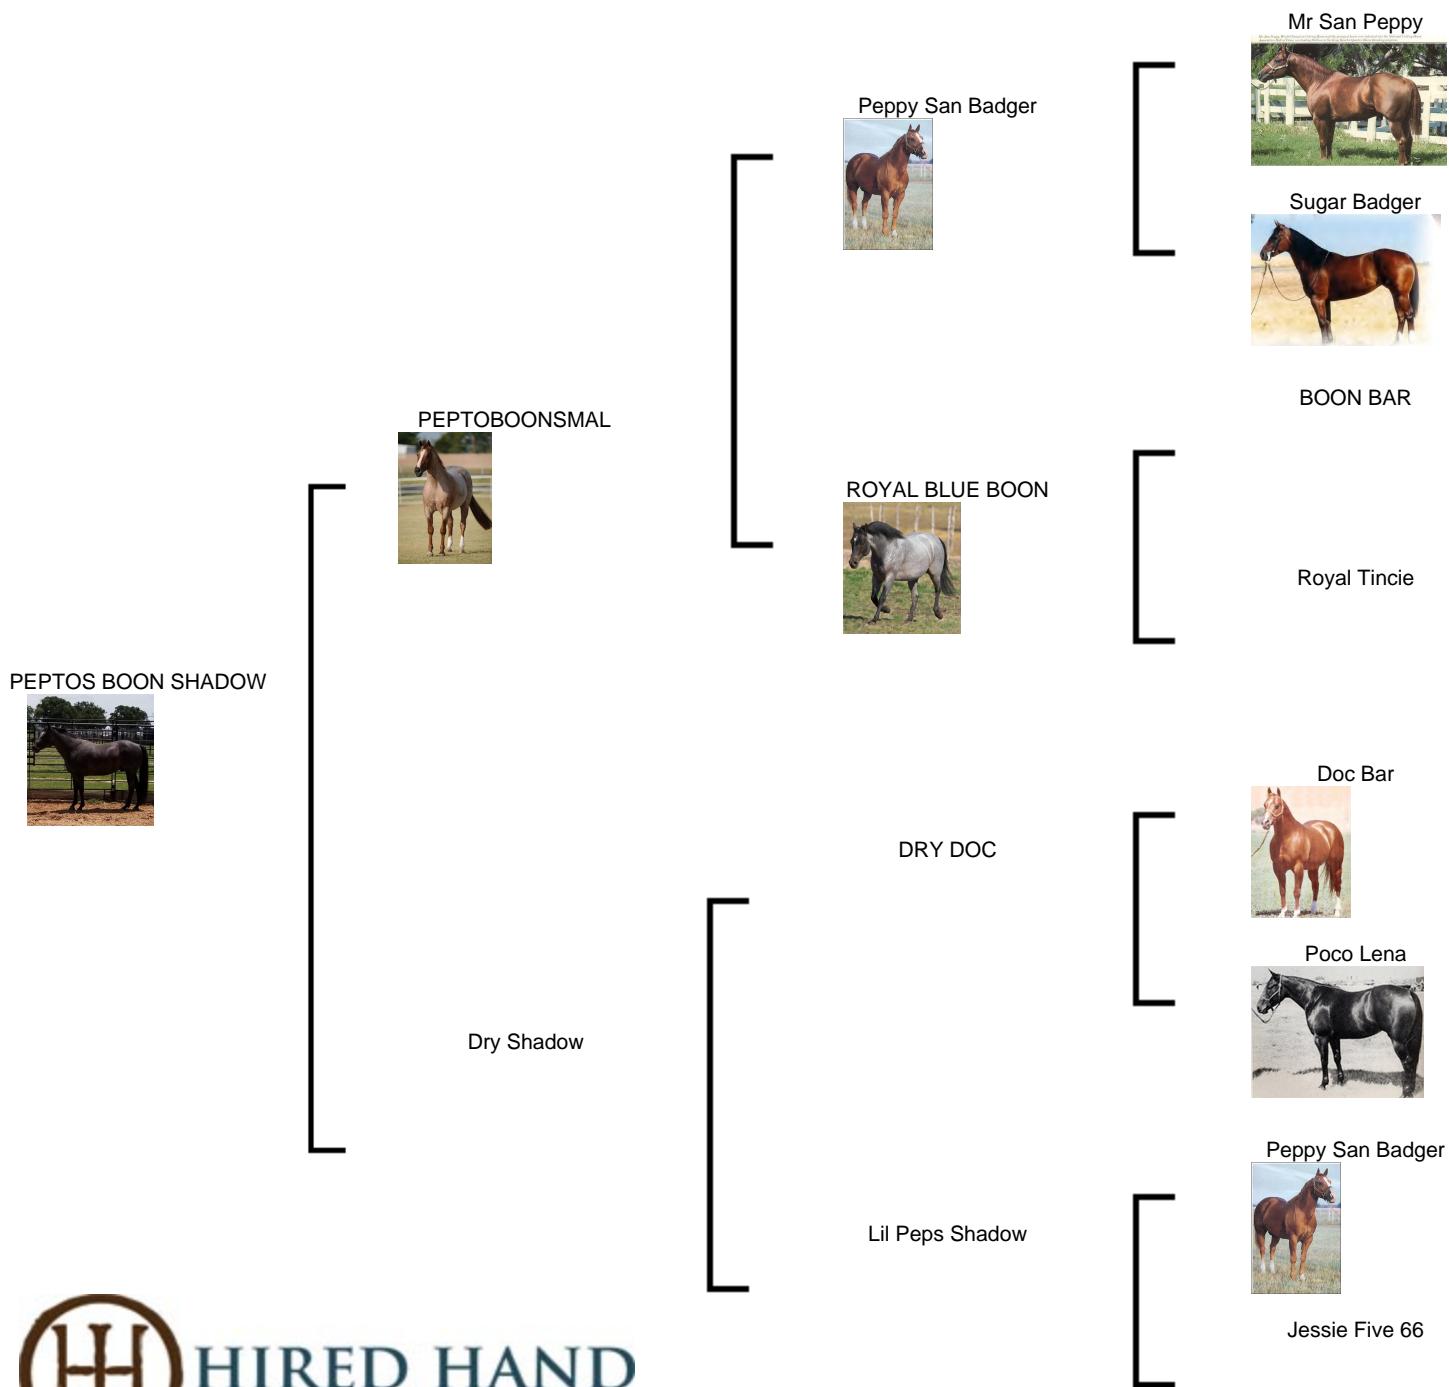 Mr San Peppy
Peppy San Badger
Sugar Badger
BOON BAR
PEPTOBOONSMAL
ROYAL BLUE BOON
Royal Tincie
PEPTOS BOON SHADOW
Doc Bar
DRY DOC
Poco Lena
Dry Shadow
Peppy San Badger
Lil Peps Shadow
Jessie Five 66
HIRED HAND